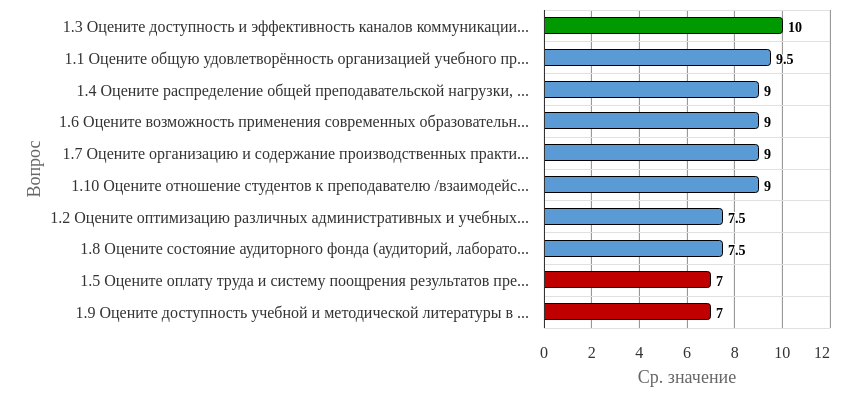 1.3 Оцените доступность и эффективность каналов коммуникации... 10
1.1 Оцените общую удовлетворённость организацией учебного пр... 9.5
1.4 Оцените распределение общей преподавательской нагрузки, ... 9
1.6 Оцените возможность применения современных образовательн... 9
1.7 Оцените организацию и содержание производственных практи... 9
1.10 Оцените отношение студентов к преподавателю /взаимодейс... 9
1.2 Оцените оптимизацию различных административных и учебных... 7.5
1.8 Оцените состояние аудиторного фонда (аудиторий, лаборато... 7.5
1.5 Оцените оплату труда и систему поощрения результатов пре... 7
1.9 Оцените доступность учебной и методической литературы в ... 7
Вопрос
0 2 4 6 8 10 12
Ср. значение